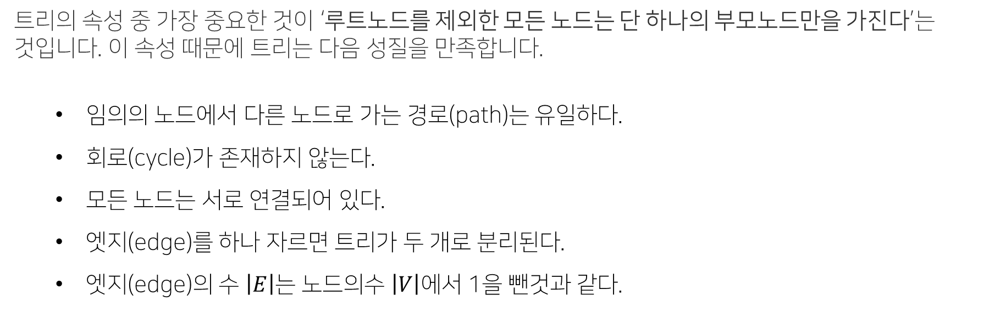 트리의 속성 중 가장 중요한 것이 ‘루트노드를 제외한 모든 노드는 단 하나의 부모노드만을 가진다’는
것입니다. 이 속성 때문에 트리는 다음 성질을 만족합니다.
• 임의의 노드에서 다른 노드로 가는 경로(path)는 유일하다.
• 회로(cycle)가 존재하지 않는다.
• 모든 노드는 서로 연결되어 있다.
• 엣지(edge)를 하나 자르면 트리가 두 개로 분리된다.
• 엣지(edge)의 수 |E|는 노드의수 |V|에서 1을 뺀것과 같다.